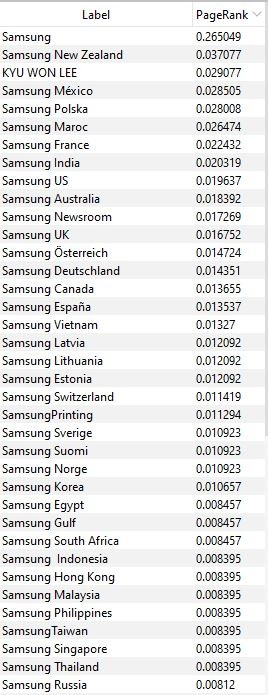 Label PageRank
Samsung 0.265049
Samsung New Zealand 0.037077
KYU WON LEE 0.029077
Samsung México 0.028505
Samsung Polska 0.028008
Samsung Maroc 0.026474
Samsung France 0.022432
Samsung India 0.020319
Samsung US 0.019637
Samsung Australia 0.018392
Samsung Newsroom 0.017269
Samsung UK 0.016752
Samsung Österreich 0.014724
Samsung Deutschland 0.014351
Samsung Canada 0.013655
Samsung España 0.013537
Samsung Vietnam 0.01327
Samsung Latvia 0.012092
Samsung Lithuania 0.012092
Samsung Estonia 0.012092
Samsung Switzerland 0.011419
SamsungPrinting 0.011294
Samsung Sverige 0.010923
Samsung Suomi 0.010923
Samsung Norge 0.010923
Samsung Korea 0.010657
Samsung Egypt 0.008457
Samsung Gulf 0.008457
Samsung South Africa 0.008457
Samsung  Indonesia 0.008395
Samsung Hong Kong 0.008395
Samsung Malaysia 0.008395
Samsung Philippines 0.008395
SamsungTaiwan 0.008395
Samsung Singapore 0.008395
Samsung Thailand 0.008395
Samsung Russia 0.00812